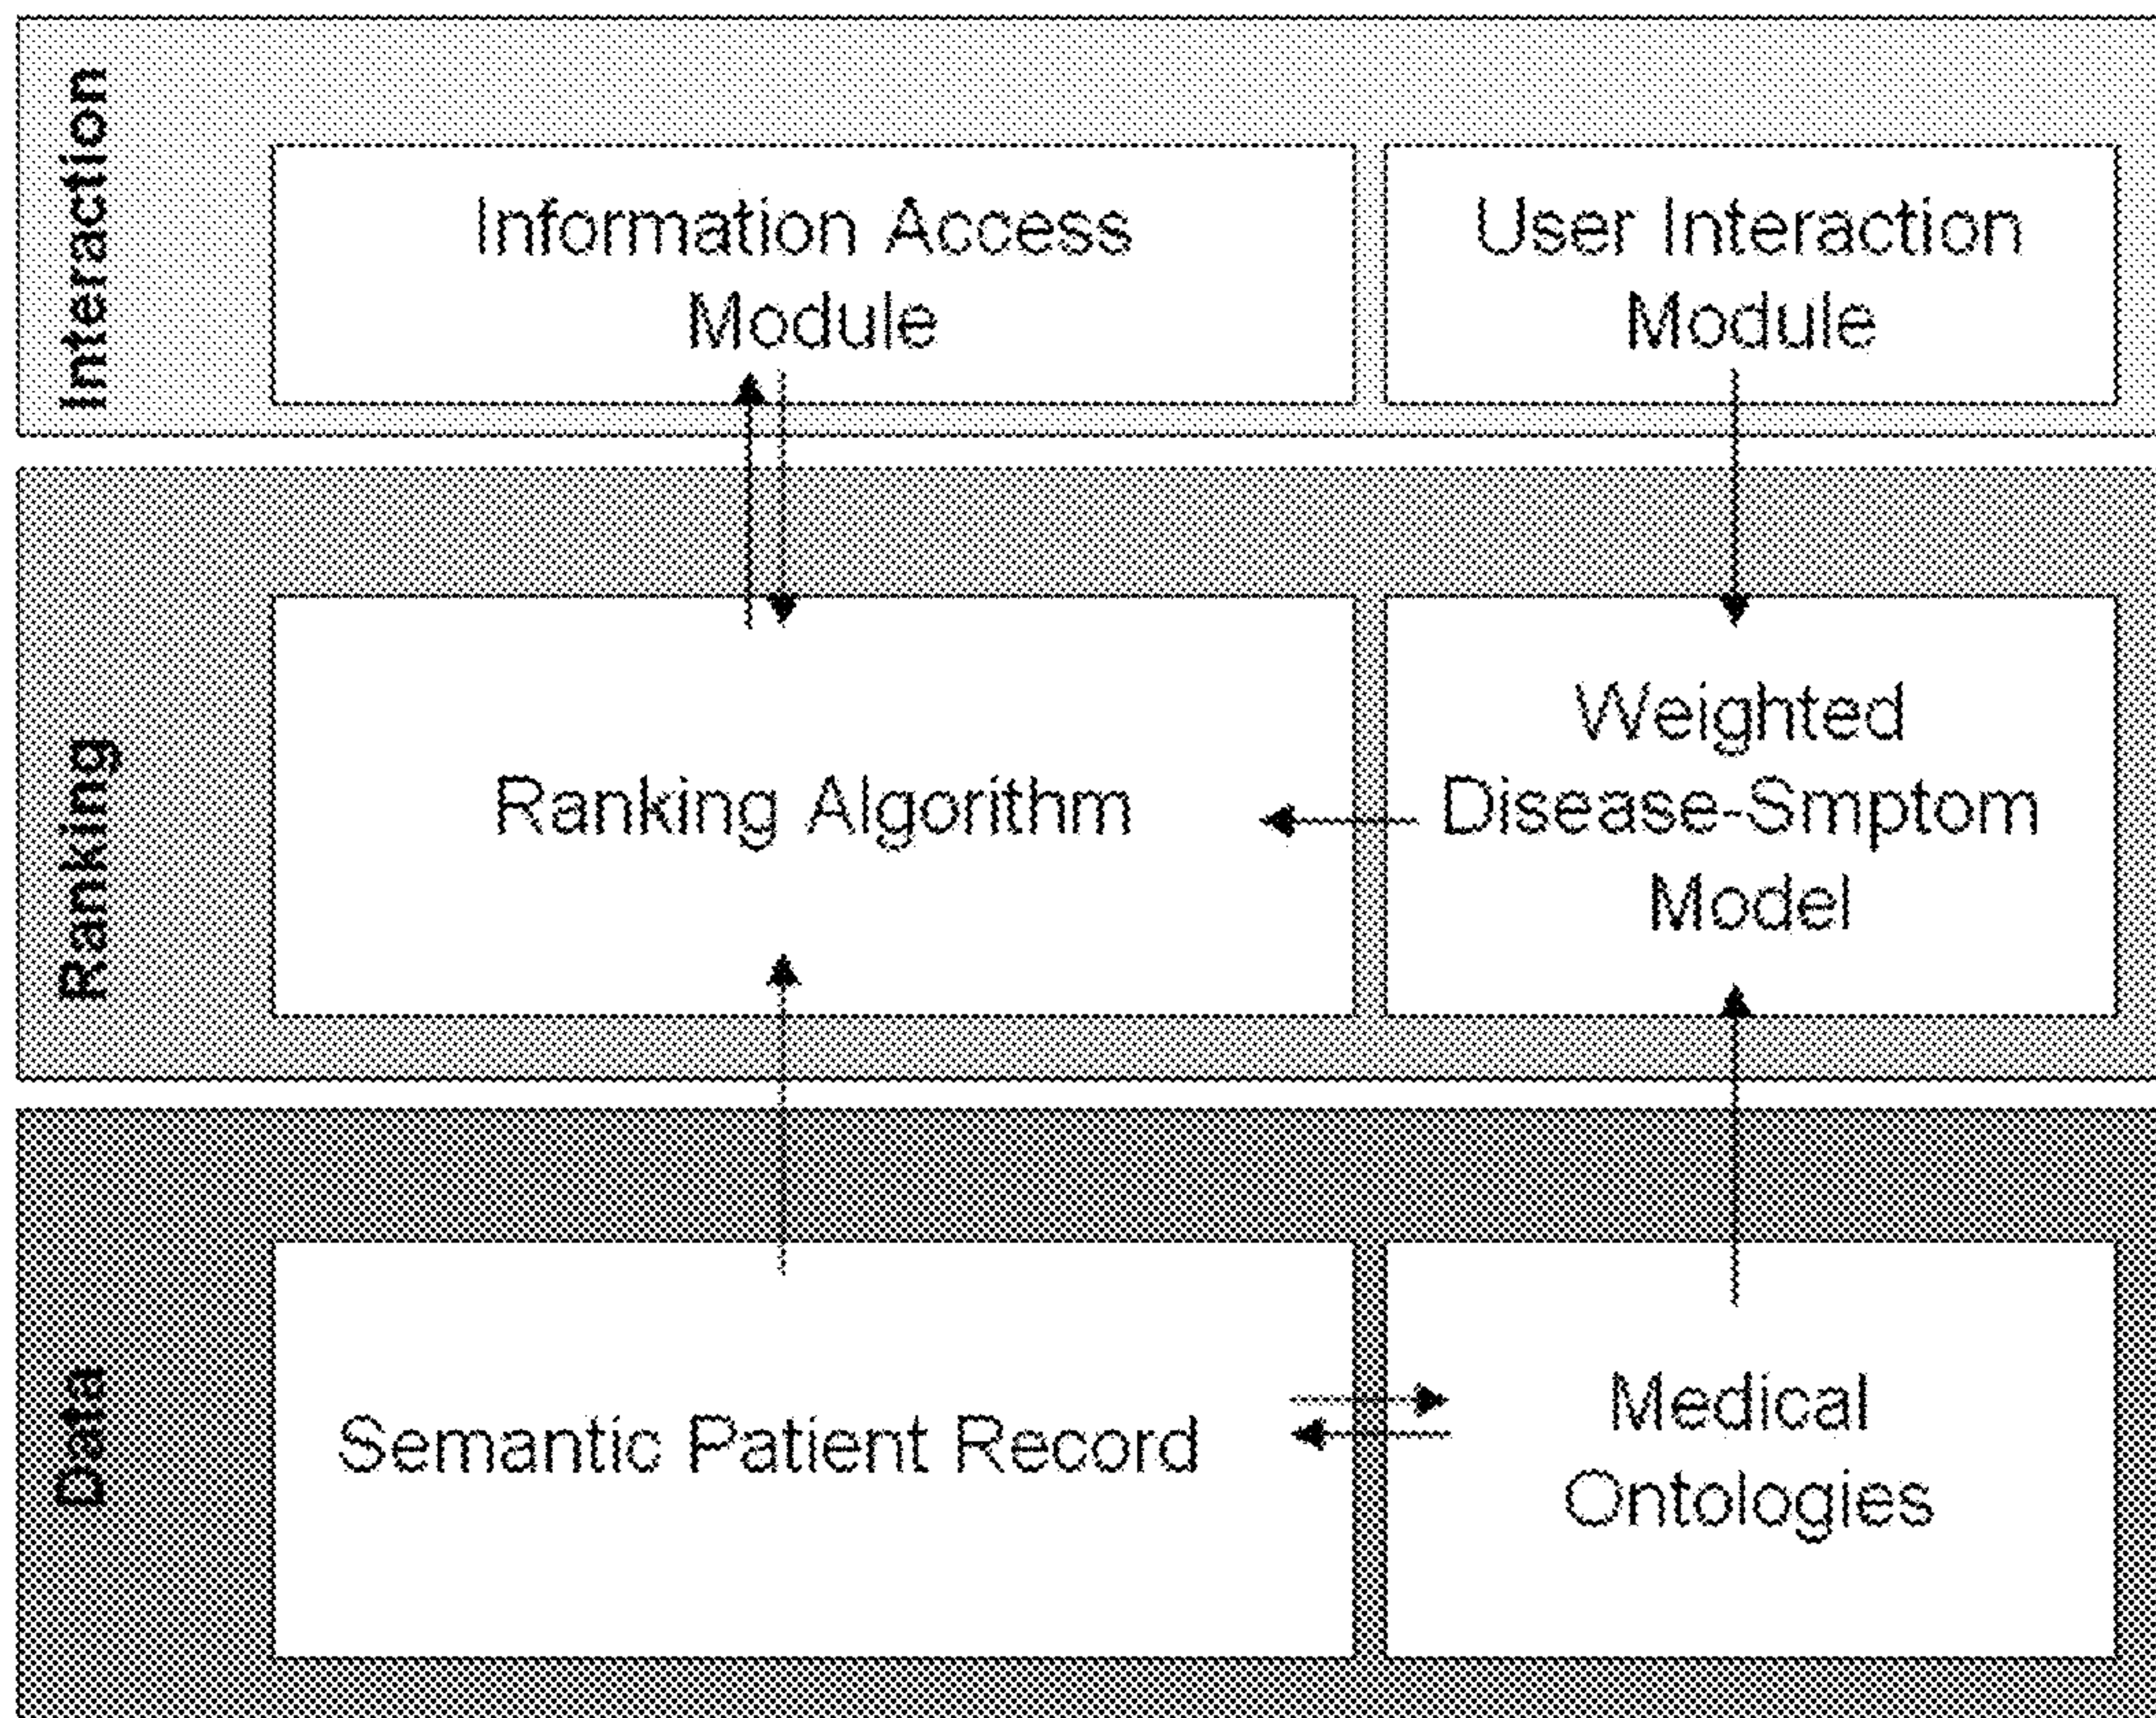 Interaction
Information Access
Module
User Interaction
Module
Ranking
Ranking Algorithm
Weighted
Disease-Smptom
Model
Data
Semantic Patient Record
Medical
Ontologies